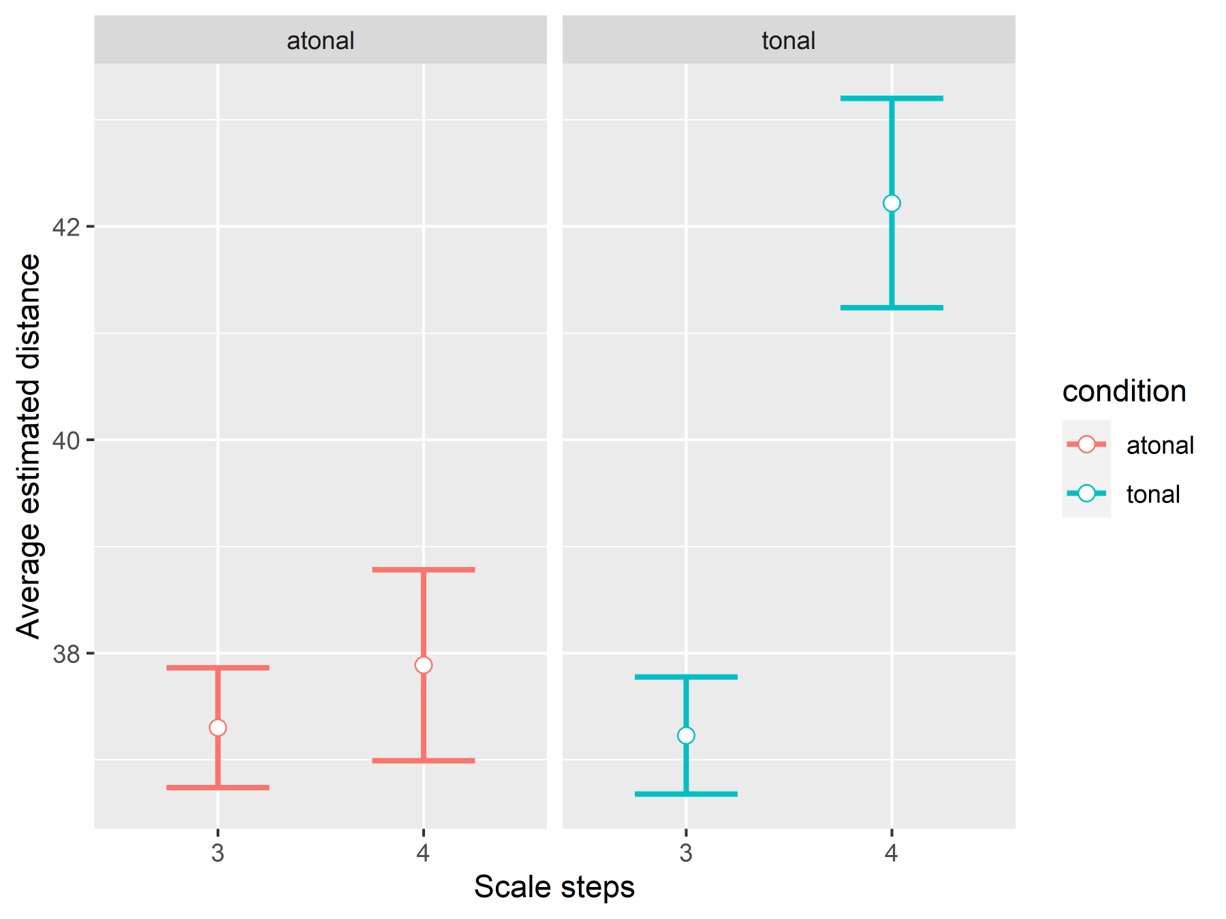 atonal
tonal
42
40
38
Average estimated distance
3
4
3
4
Scale steps
condition
atonal
tonal